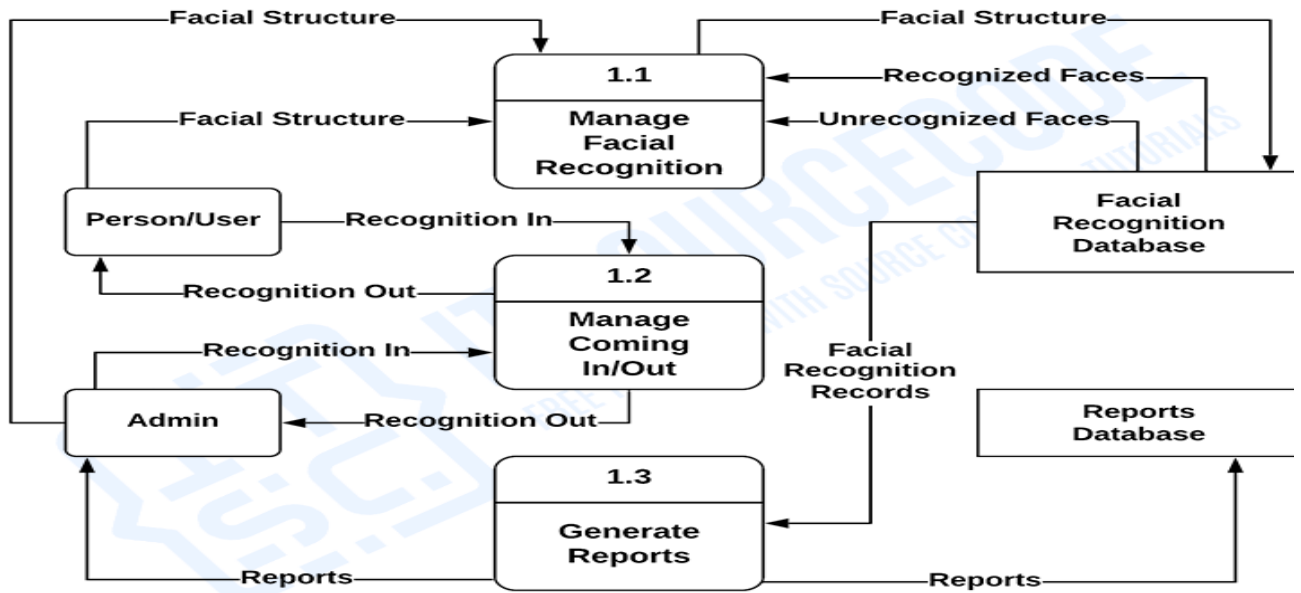 Facial Structure
Facial Structure
1.1
Recognized Faces
Manage
Facial
Recognition
Facial Structure
Unrecognized Faces
Person/User
Recognition In
Facial
Recognition
Database
1.2
Recognition Out
Manage
Coming
In/Out
Recognition In
Facial
Recognition
Records
Admin
Recognition Out
Reports
Database
1.3
Generate
Reports
Reports
Reports